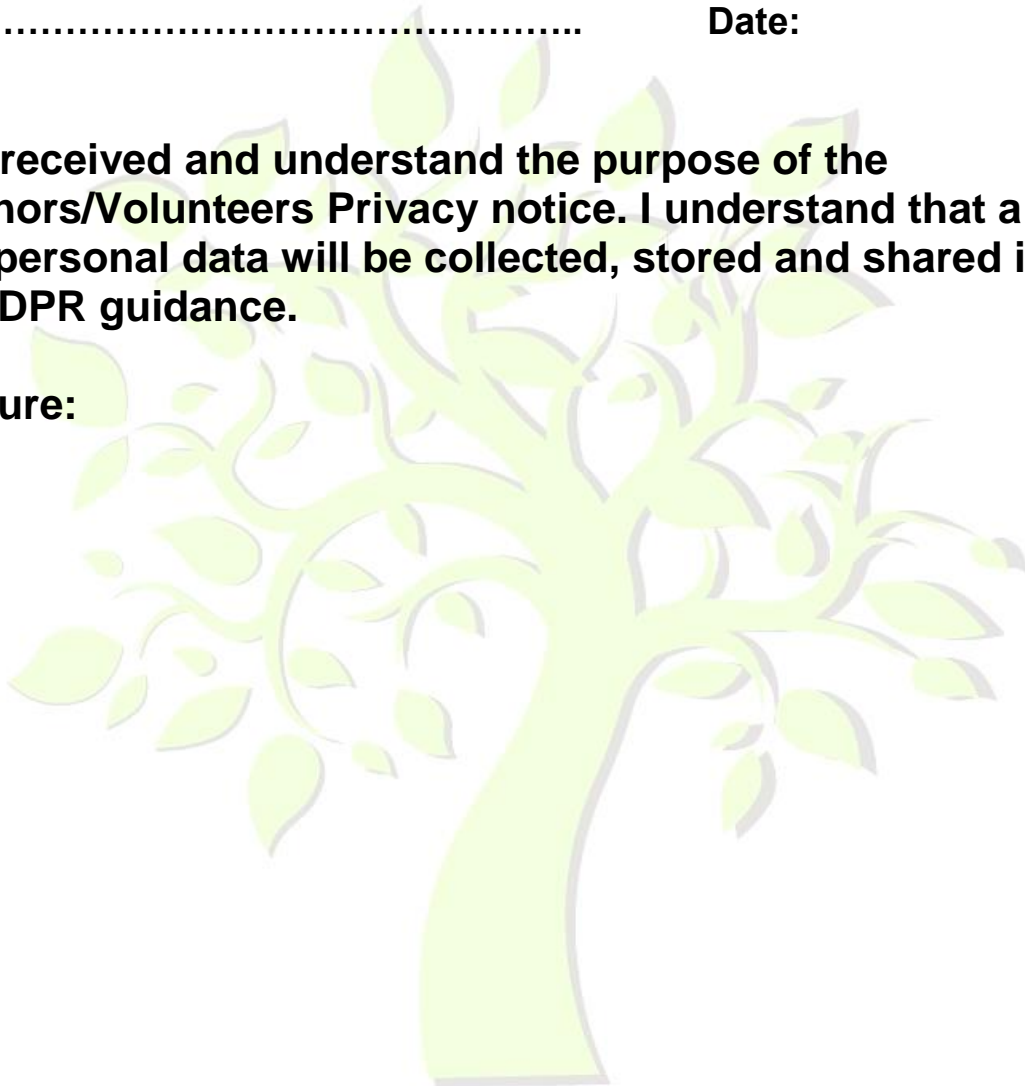 ……………………………………………….. Date:
received and understand the purpose of the
nors/Volunteers Privacy notice. I understand that a
personal data will be collected, stored and shared i
DPR guidance.
ure: